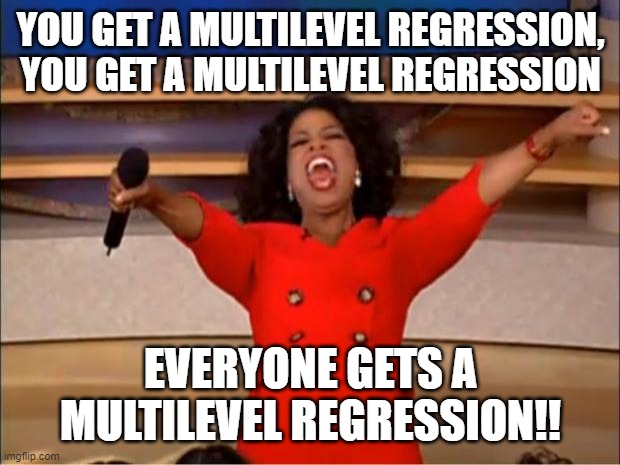 YOU GET A MULTILEVEL REGRESSION,
YOU GET A MULTILEVEL REGRESSION
EVERYONE GETS A
MULTILEVEL REGRESSION!!
imgflip.com